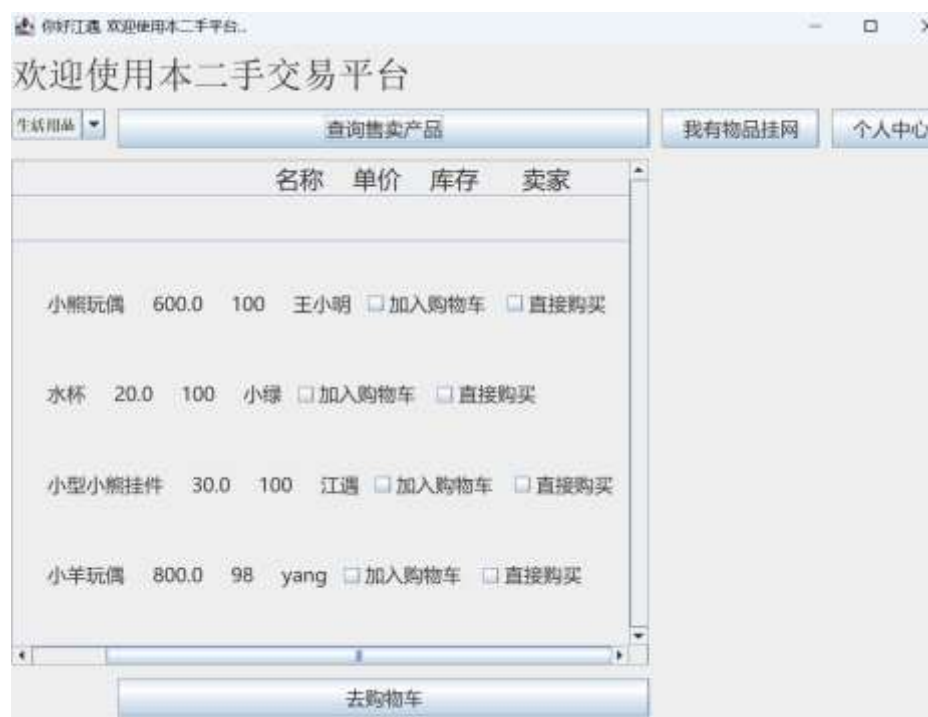 你好江遇 欢迎使用本二手平台..
欢迎使用本二手交易平台
生活用品 查询售卖产品 我有物品挂网 个人中心
名称 单价 库存 卖家
小熊玩偶 600.0 100 王小明 加入购物车 直接购买
水杯 20.0 100 小绿 加入购物车 直接购买
小型小熊挂件 30.0 100 江遇 加入购物车 直接购买
小羊玩偶 800.0 98 yang 加入购物车 直接购买
去购物车